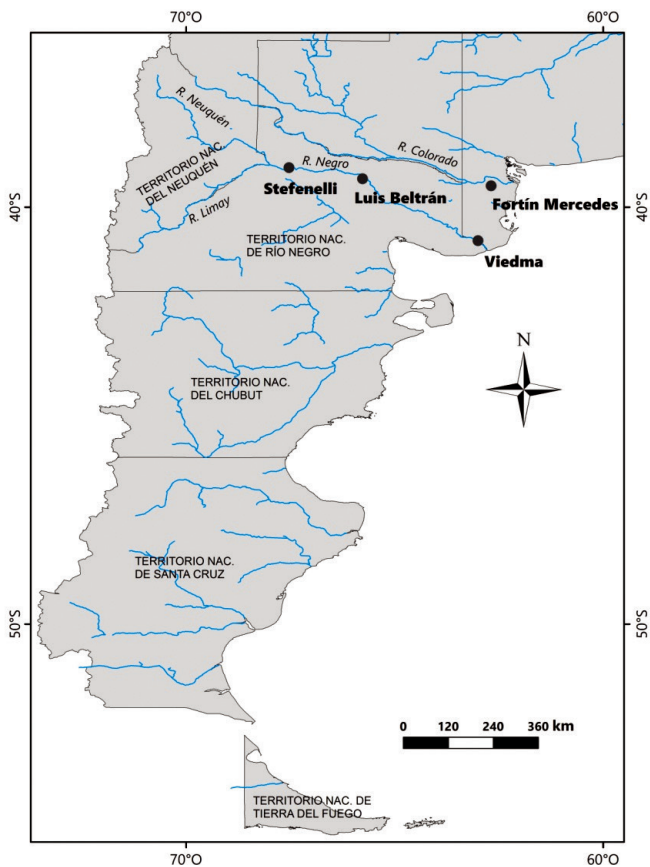 70°O
60°O
R. Neuquén
R. Colorado
R. Negro
TERRITORIO NAC.
DEL NEUQUÉN
Stefenelli
Luis Beltrán
Fortín Mercedes
40°S
40°S
R. Limay
TERRITORIO NAC.
DE RÍO NEGRO
Viedma
N
TERRITORIO NAC.
DEL CHUBUT
TERRITORIO NAC.
DE SANTA CRUZ
50°S
50°S
0 120 240 360 km
TERRITORIO NAC. DE
TIERRA DEL FUEGO
70°O
60°O